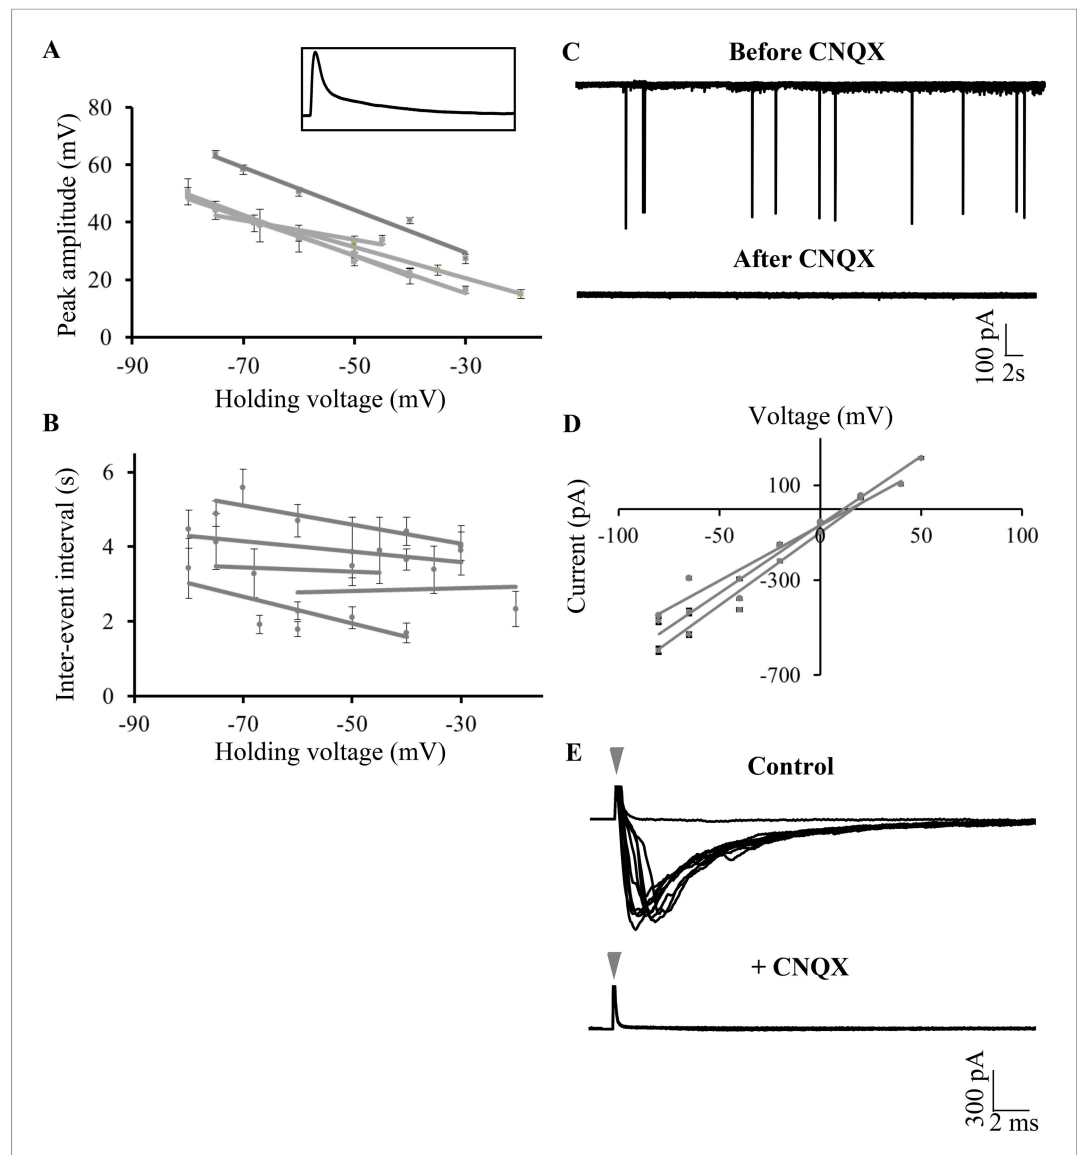 A
80
60
40
20
0
Peak amplitude (mV)
-90 -70 -50 -30
Holding voltage (mV)
B
6
4
2
0
Inter-event interval (s)
-90 -70 -50 -30
Holding voltage (mV)
C
Before CNQX
After CNQX
100 pA
2s
D
Voltage (mV)
Current (pA)
100
-100 -50 0 50 100
-300
-700
E
Control
+ CNQX
300 pA
2 ms